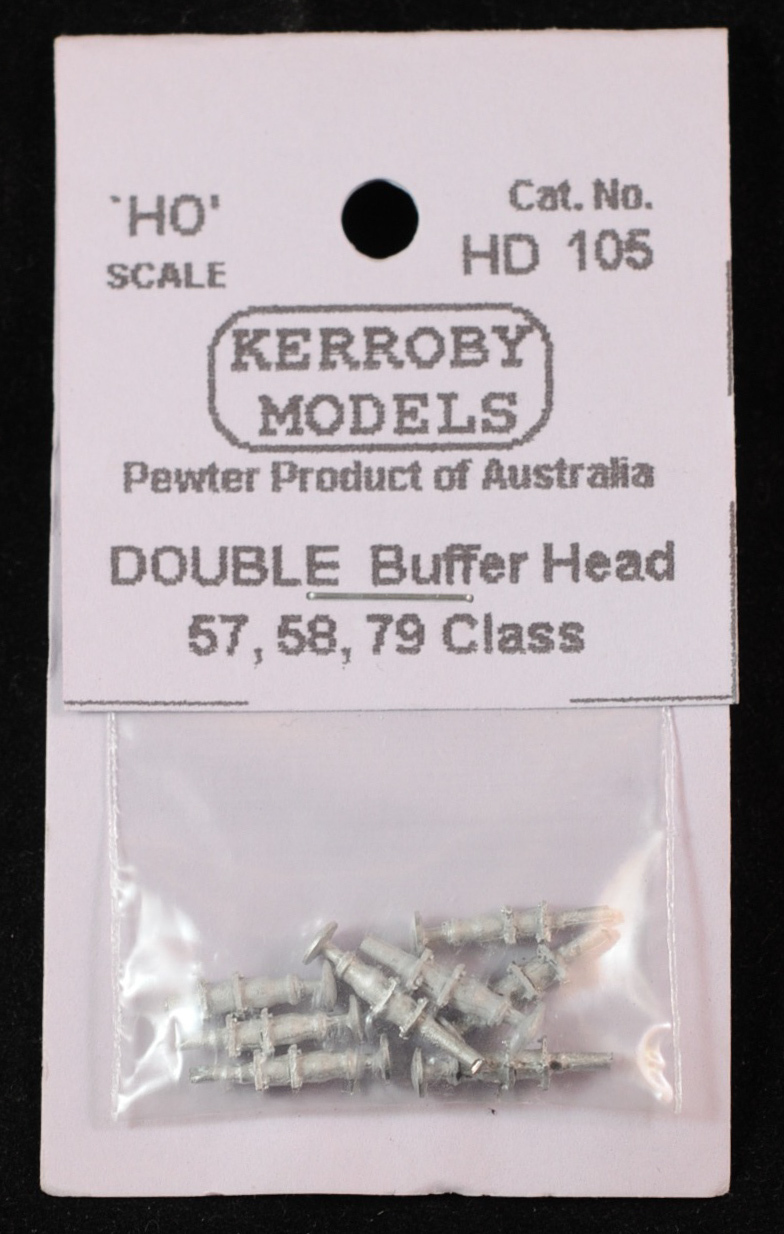 `HO'
SCALE
Cat. No.
HD 105
KERROBY
MODELS
Pewter Product of Australia
DOUBLE Buffer Head
57, 58, 79 Class